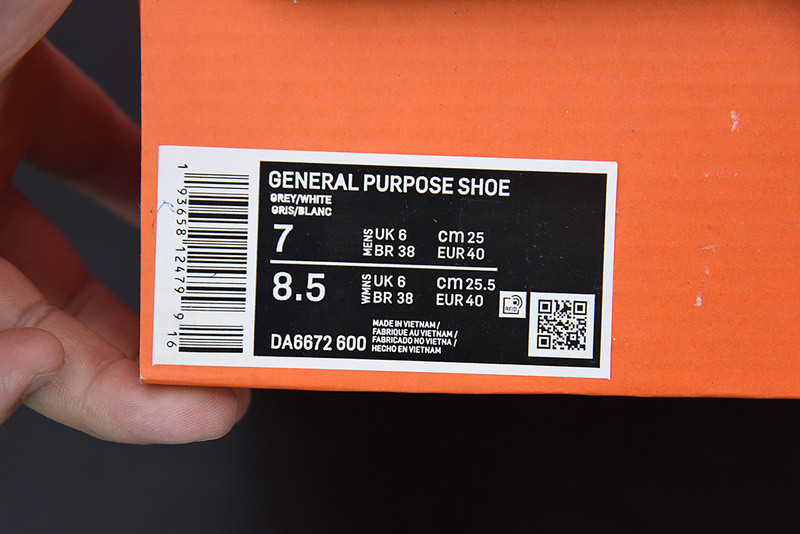 GENERAL PURPOSE SHOE
GREY/WHITE
GRIS/BLANC
7 MENS UK 6 cm 25
BR 38 EUR 40
8.5 WMNS UK 6 cm 25.5
BR 38 EUR 40
RFID
DA6672 600
MADE IN VIETNAM /
FABRIQUE AU VIETNAM /
FABRICADO NO VIETNA /
HECHO EN VIETNAM
1 93658 12479 9 16